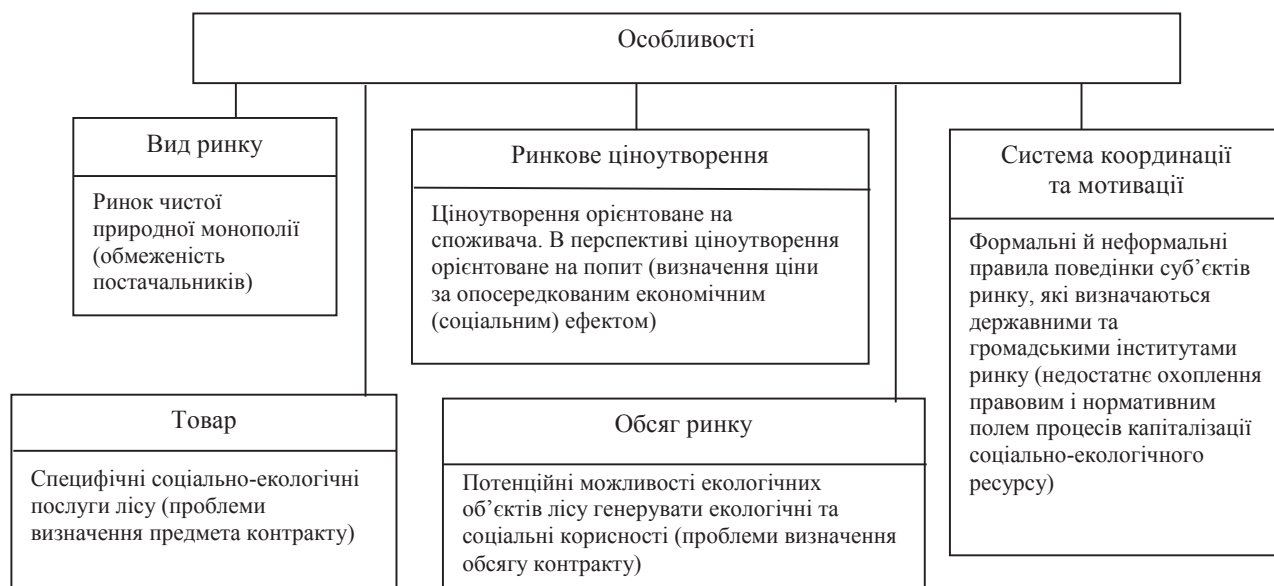 Особливості
Вид ринку
Ринок чистої
природної монополії
(обмеженість
постачальників)
Ринкове ціноутворення
Ціноутворення орієнтоване на
споживача. В перспективі ціноутворення
орієнтоване на попит (визначення ціни
за опосередкованим економічним
(соціальним) ефектом)
Система координації
та мотивації
Формальні й неформальні
правила поведінки суб’єктів
ринку, які визначаються
державними та
громадськими інститутами
ринку (недостатнє охоплення
правовим і нормативним
полем процесів капіталізації
соціально-екологічного
ресурсу)
Товар
Специфічні соціально-екологічні
послуги лісу (проблеми
визначення предмета контракту)
Обсяг ринку
Потенційні можливості екологічних
об’єктів лісу генерувати екологічні та
соціальні корисності (проблеми визначення
обсягу контракту)